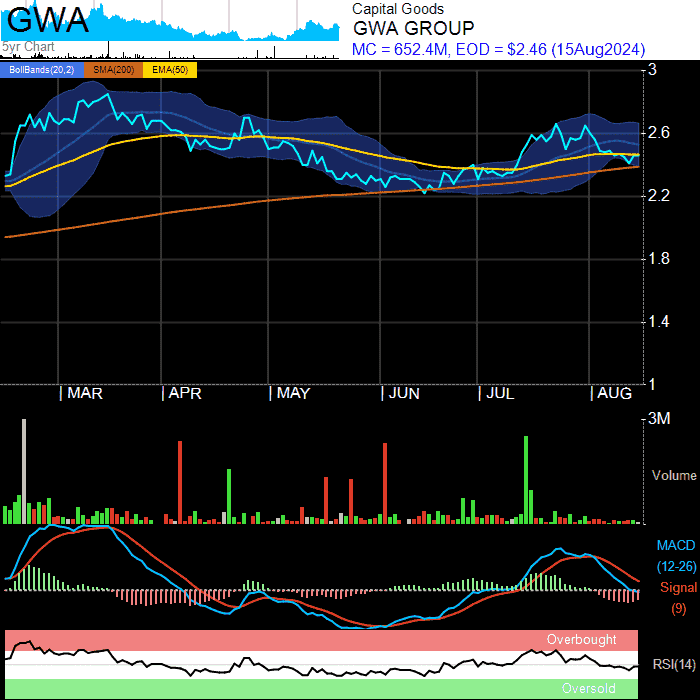 GWA
5yr Chart
Capital Goods
GWA GROUP
MC = 652.4M, EOD = $2.46 (15Aug2024)
BollBands(20,2) SMA(200) EMA(50)
3
2.6
2.2
1.8
1.4
1
MAR APR MAY JUN JUL AUG
3M
Volume
MACD
(12-26)
Signal
(9)
Overbought
RSI(14)
Oversold